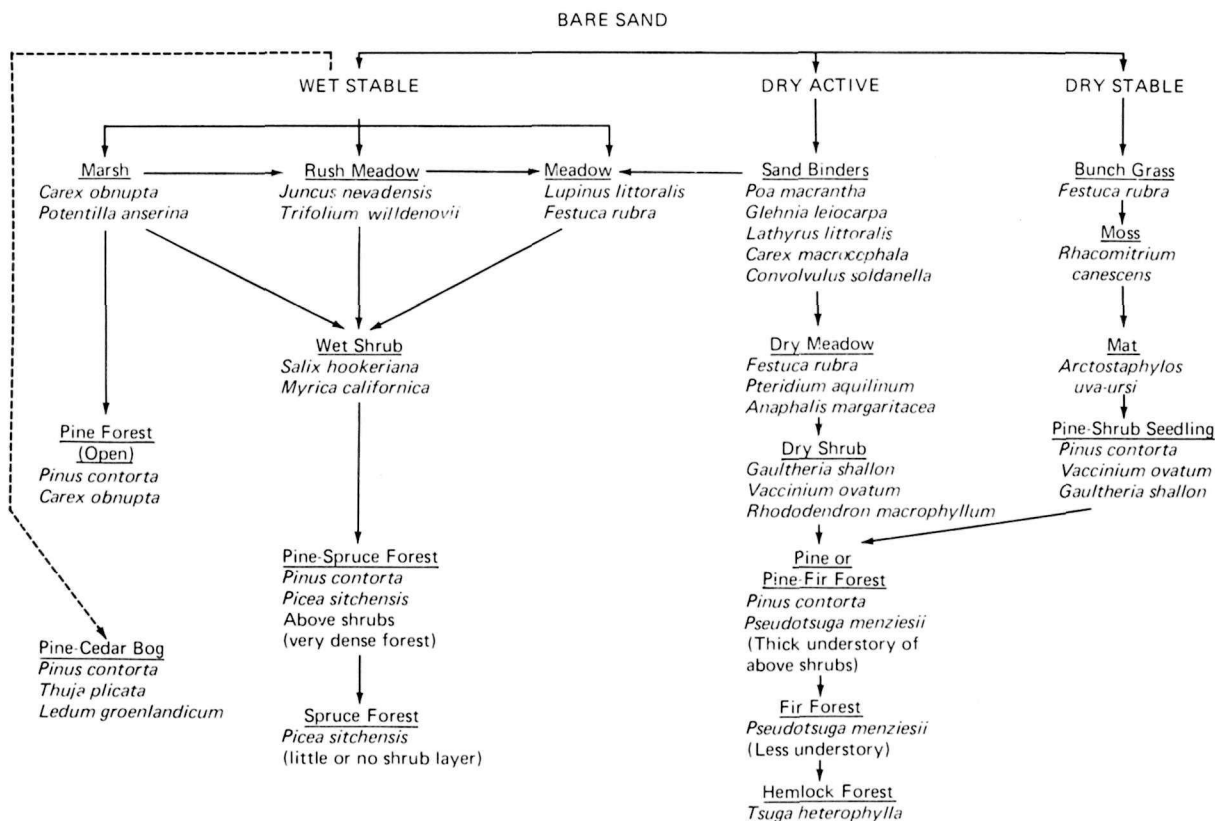 BARE SAND
WET STABLE
DRY ACTIVE
DRY STABLE
Marsh
Carex obnupta
Potentilla anserina
Rush Meadow
Juncus nevadensis
Trifolium willdenovii
Meadow
Lupinus littoralis
Festuca rubra
Sand Binders
Poa macrantha
Glehnia leiocarpa
Lathyrus littoralis
Carex macrocephala
Convolvulus soldanella
Bunch Grass
Festuca rubra
Moss
Rhacomitrium
canescens
Wet Shrub
Salix hookeriana
Myrica californica
Dry Meadow
Festuca rubra
Pteridium aquilinum
Anaphalis margaritacea
Mat
Arctostaphylos
uva-ursi
Pine Forest
(Open)
Pinus contorta
Carex obnupta
Dry Shrub
Gaultheria shallon
Vaccinium ovatum
Rhododendron macrophyllum
Pine-Shrub Seedling
Pinus contorta
Vaccinium ovatum
Gaultheria shallon
Pine-Spruce Forest
Pinus contorta
Picea sitchensis
Above shrubs
(very dense forest)
Pine or
Pine-Fir Forest
Pinus contorta
Pseudotsuga menziesii
(Thick understory of
above shrubs)
Pine-Cedar Bog
Pinus contorta
Thuja plicata
Ledum groenlandicum
Spruce Forest
Picea sitchensis
(little or no shrub layer)
Fir Forest
Pseudotsuga menziesii
(Less understory)
Hemlock Forest
Tsuga heterophylla